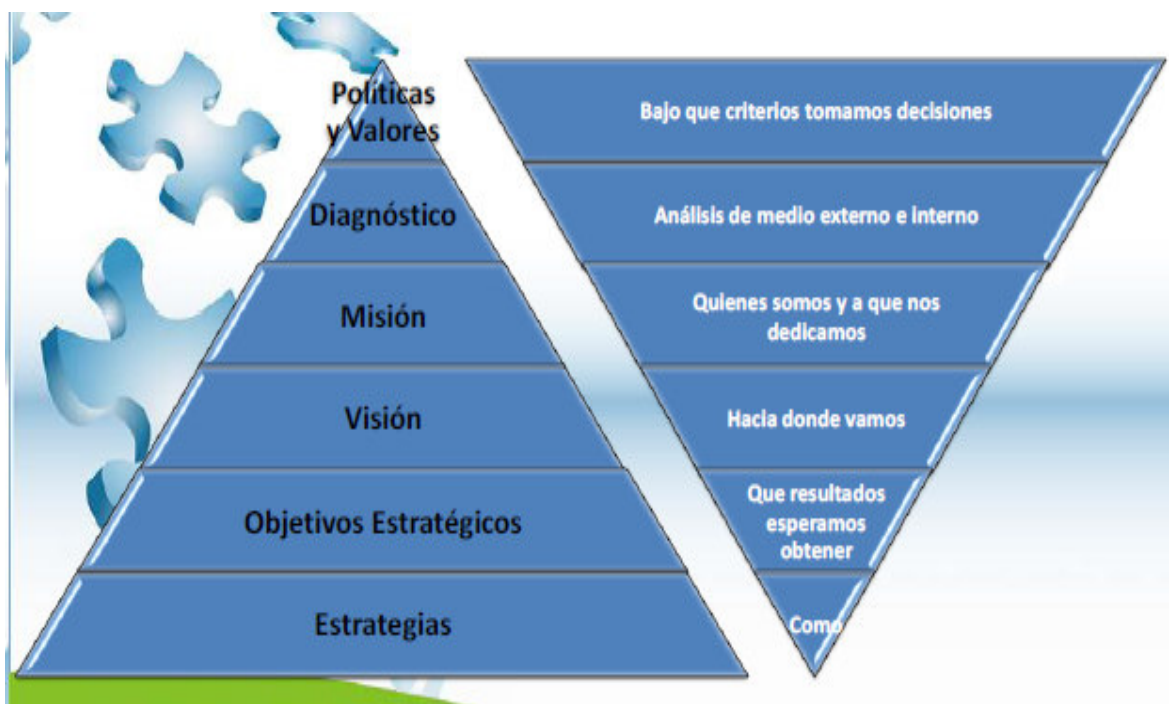 Políticas
y Valores
Bajo que criterios tomamos decisiones
Diagnóstico
Análisis de medio externo e interno
Misión
Quienes somos y a que nos
dedicamos
Visión
Hacia donde vamos
Objetivos Estratégicos
Que resultados
esperamos
obtener
Estrategias
Como